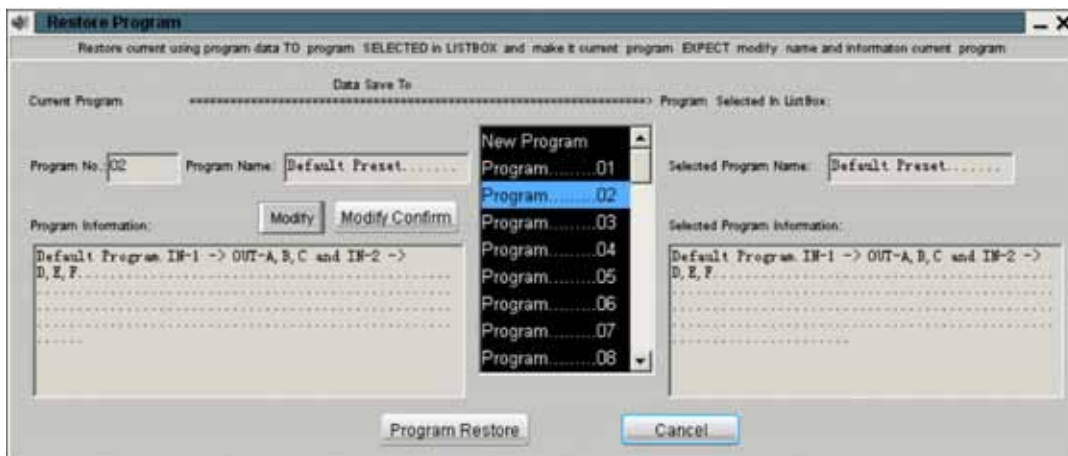 Restore Program
Restore current using program data TO program SELECTED in LISTBOX and make it current program EXPECT modify name and informaton current program
Data Save To
Current Program
Program Selected In ListBox:
Program No.: 02
Program Name: Default Preset.......
Selected Program Name: Default Preset.......
Modify
Modify Confirm
Program Information:
Default Program IN-1 -> OUT-A,B,C and IN-2 ->
D,E,F
New Program
Program.........01
Program.........02
Program.........03
Program.........04
Program.........05
Program.........06
Program.........07
Program.........08
Selected Program Information:
Default Program IN-1 -> OUT-A,B,C and IN-2 ->
D,E,F
Program Restore
Cancel